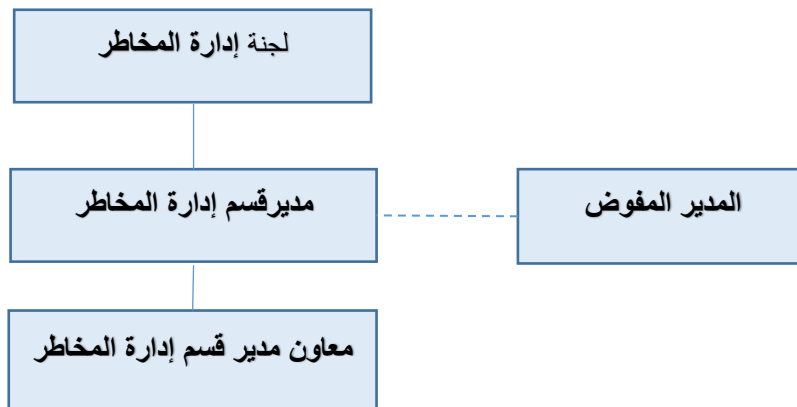 لجنة إدارة المخاطر
مديرقسم إدارة المخاطر
المدير المفوض
معاون مدير قسم إدارة المخاطر